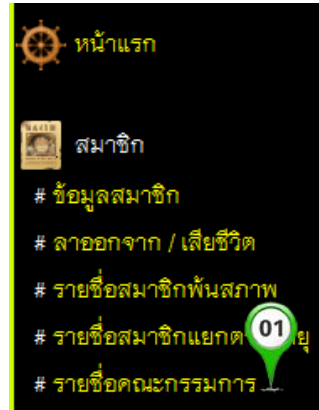 หน้าแรก
สมาชิก
# ข้อมูลสมาชิก
# ลาออกจาก / เสียชีวิต
# รายชื่อสมาชิกพ้นสภาพ
# รายชื่อสมาชิกแยก
01
# รายชื่อคณะกรรมการ